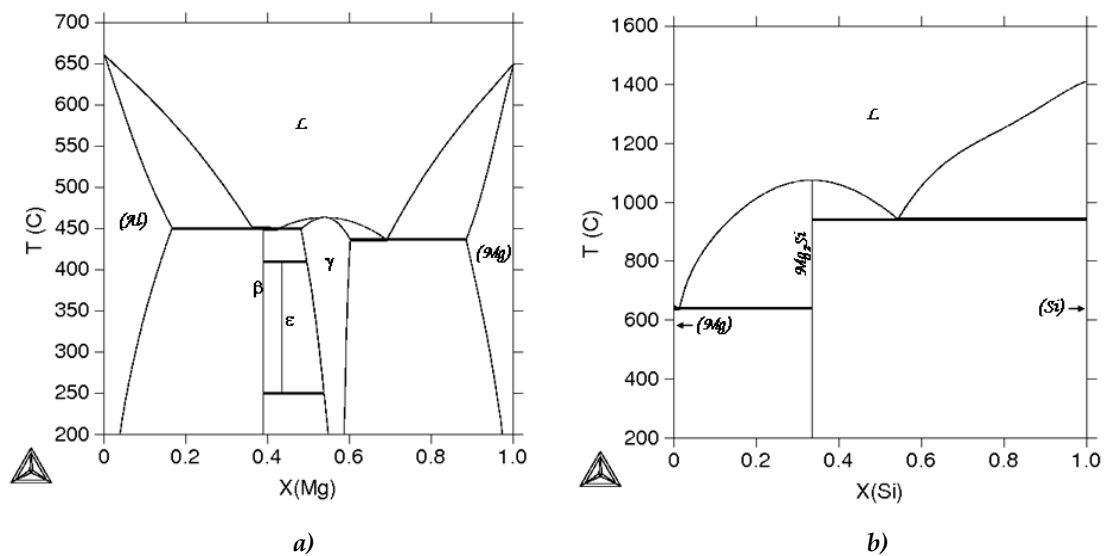 700
650
600
550
500
450
400
350
300
250
200
T (C)
L
(Al)
(Mg)
β
ε
γ
0
0.2
0.4
0.6
0.8
1.0
X(Mg)
a)
1600
1400
1200
1000
800
600
400
200
T (C)
L
Mg2Si
(Mg)
(Si)
0
0.2
0.4
0.6
0.8
1.0
X(Si)
b)